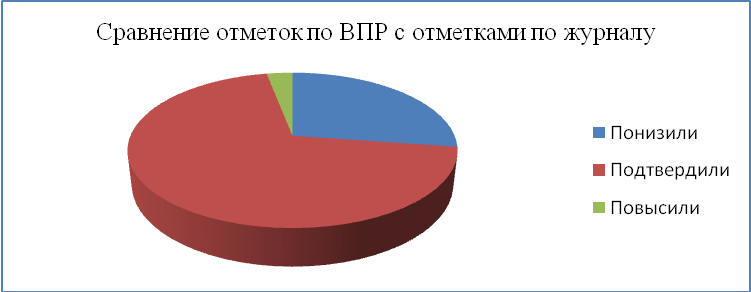 Сравнение отметок по ВПР с отметками по журналу
Понизили
Подтвердили
Повысили